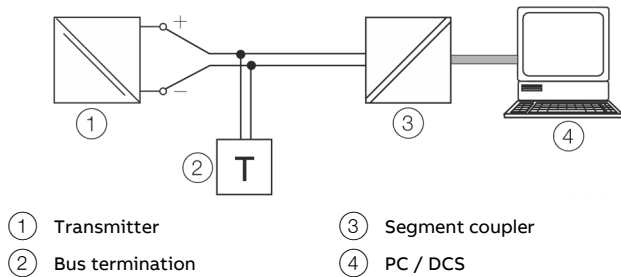 +
−
T
1
2
3
4
1 Transmitter
3 Segment coupler
2 Bus termination
4 PC / DCS